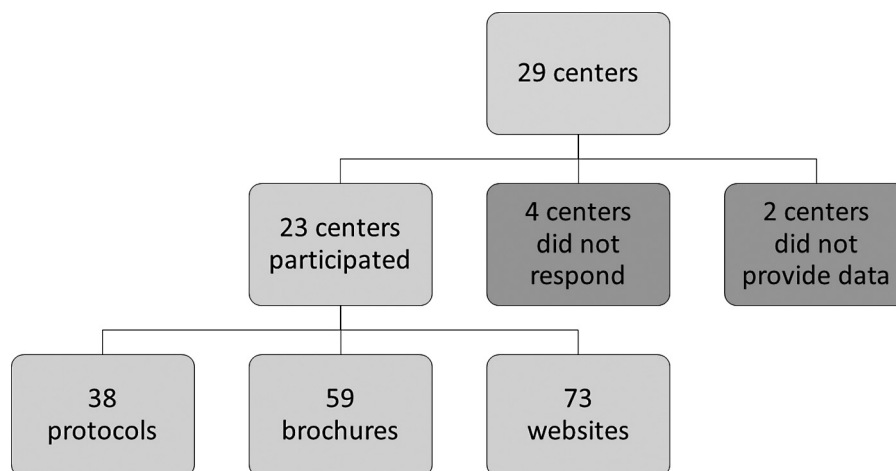 29 centers
23 centers
participated
4 centers
did not
respond
2 centers
did not
provide data
38
protocols
59
brochures
73
websites